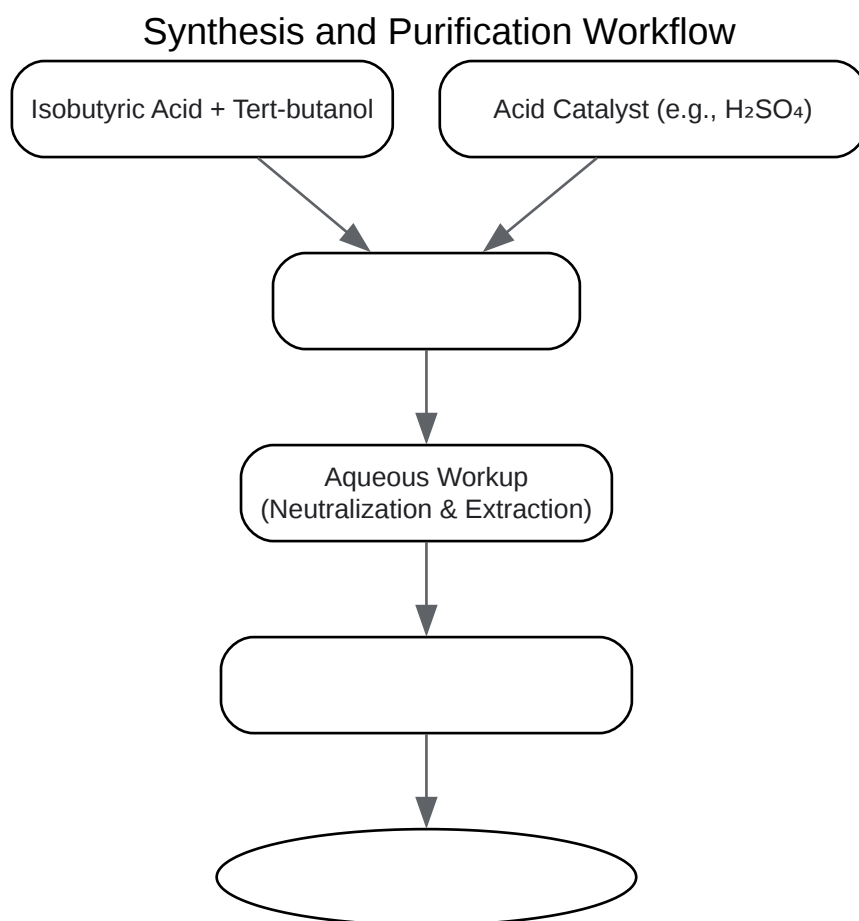 Synthesis and Purification Workflow
Isobutyric Acid + Tert-butanol
Acid Catalyst (e.g., H₂SO₄)
Aqueous Workup
(Neutralization & Extraction)